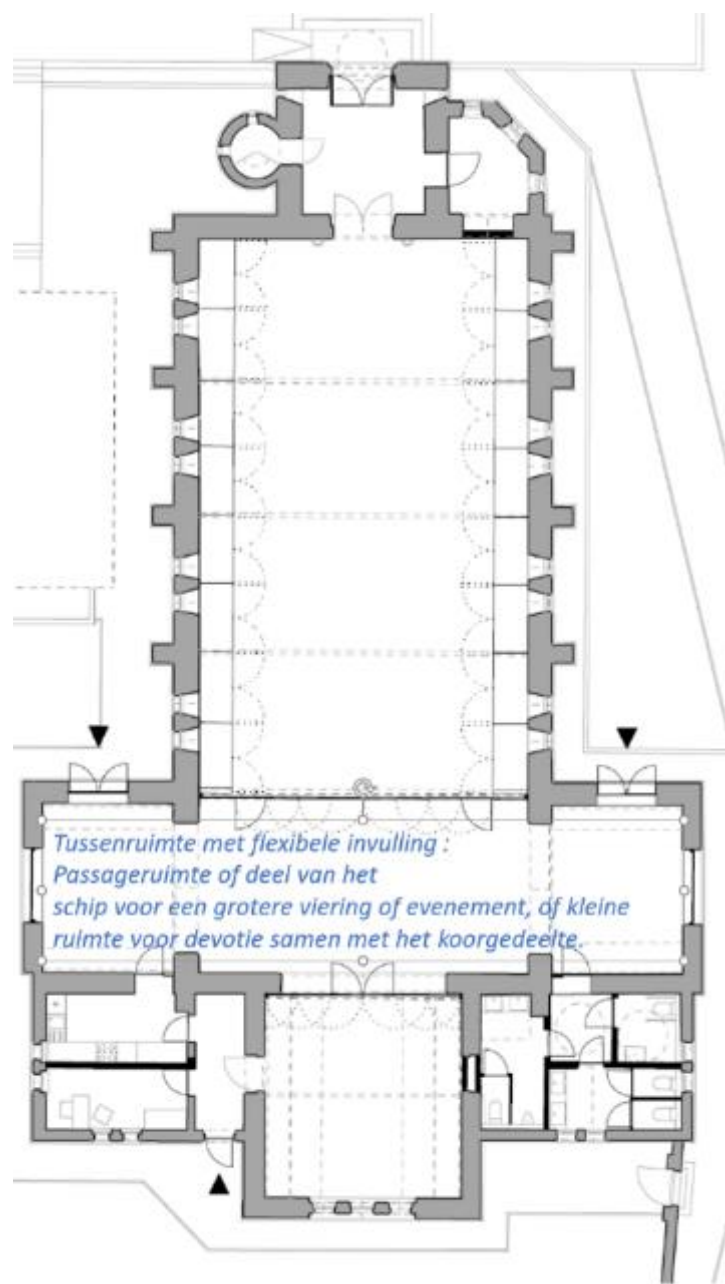 Tussenruimte met flexibele invulling :
Passageruimte of deel van het
schip voor een grotere viering of evenement, of kleine
ruimte voor devotie samen met het koorgedeelte.